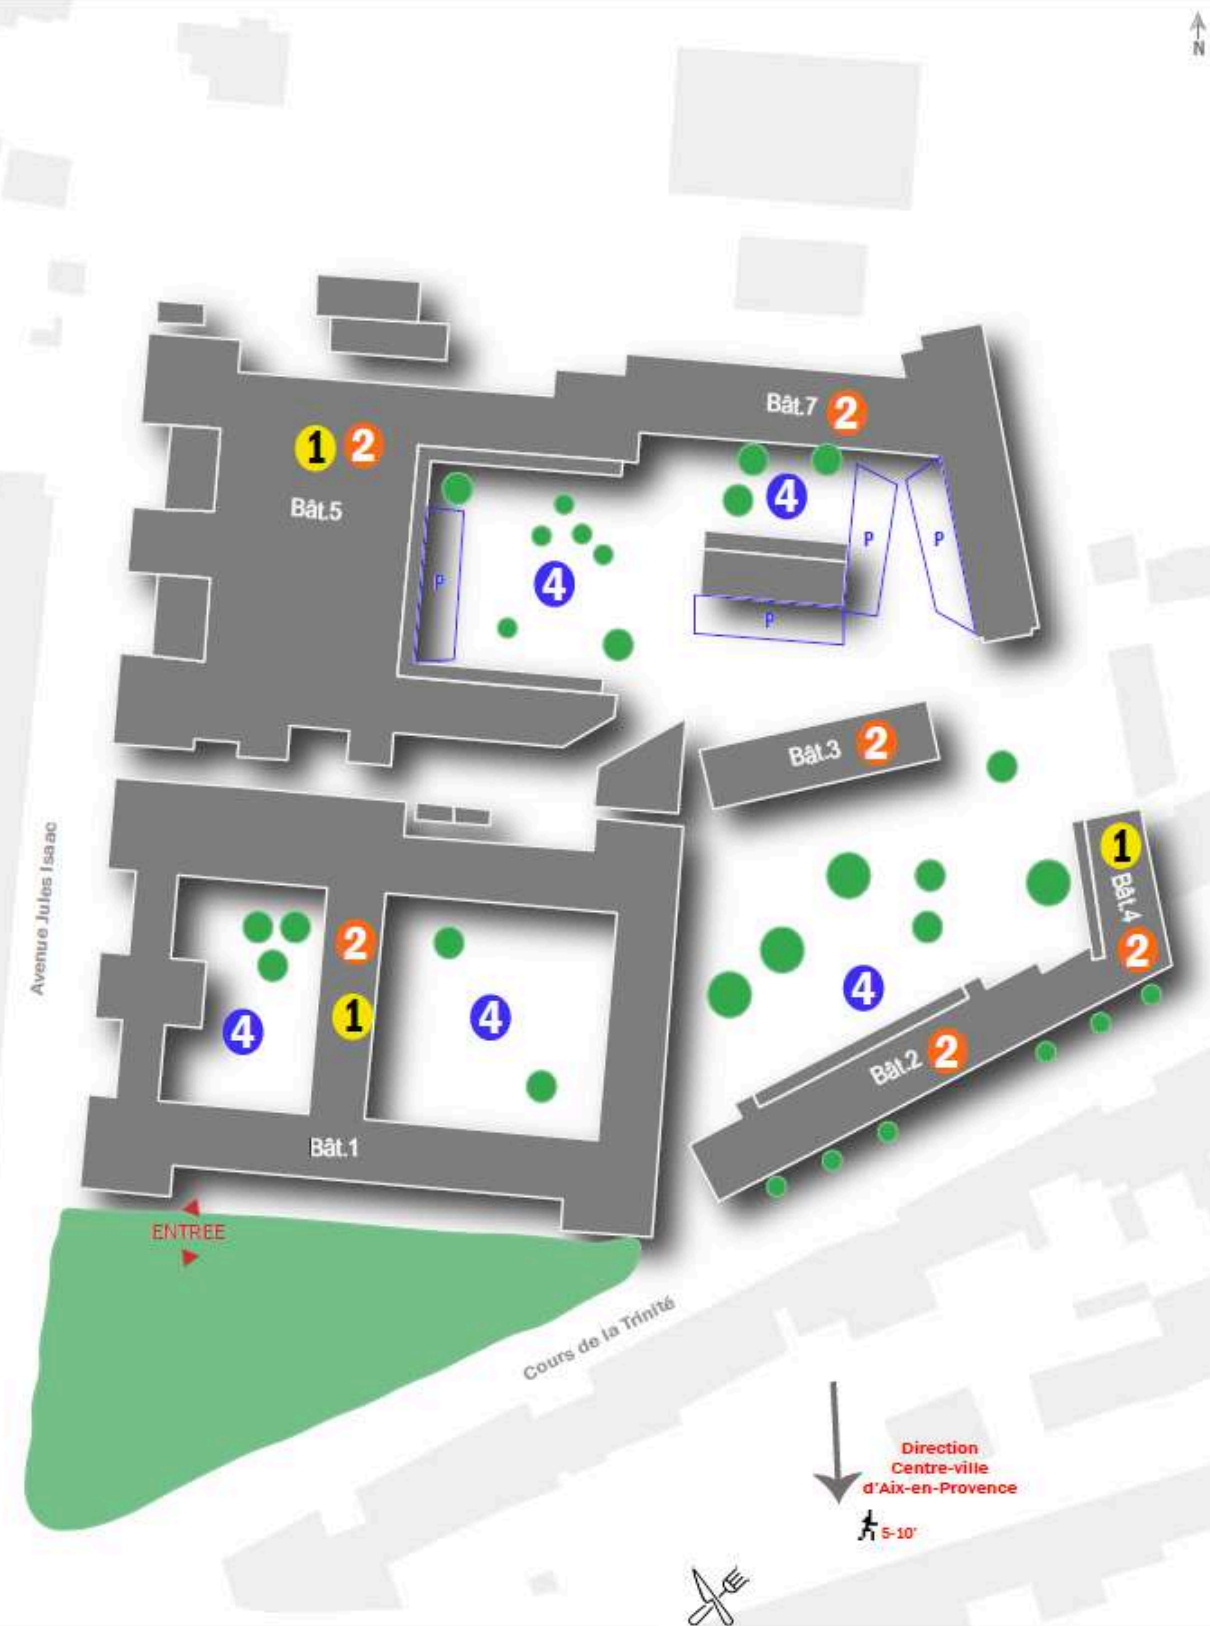 N
Bât.7 2
1 2
4
Bât.5
P
P
4
P
P
Bât.3 2
1
Bât.4
2
Avenue Jules Isaac
2
4
1
4
4
Bât.2 2
Bât.1
ENTREE
Cours de la Trinité
Direction
Centre-ville
d'Aix-en-Provence
5-10'